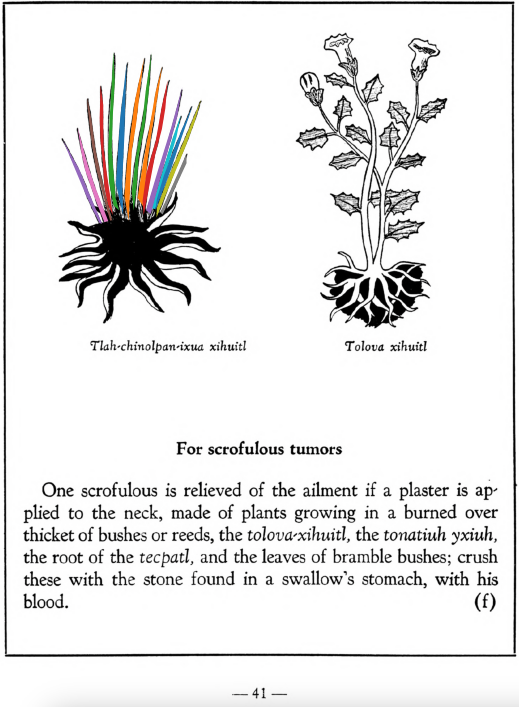 Tlah-chinolpan-ixua xihuitl
Tolova xihuitl
For scrofulous tumors
One scrofulous is relieved of the ailment if a plaster is ap-
plied to the neck, made of plants growing in a burned over
thicket of bushes or reeds, the tolova-xihuitl, the tonatiuh yxiuh,
the root of the tecpatl, and the leaves of bramble bushes; crush
these with the stone found in a swallow's stomach, with his
blood. (f)
— 41 —